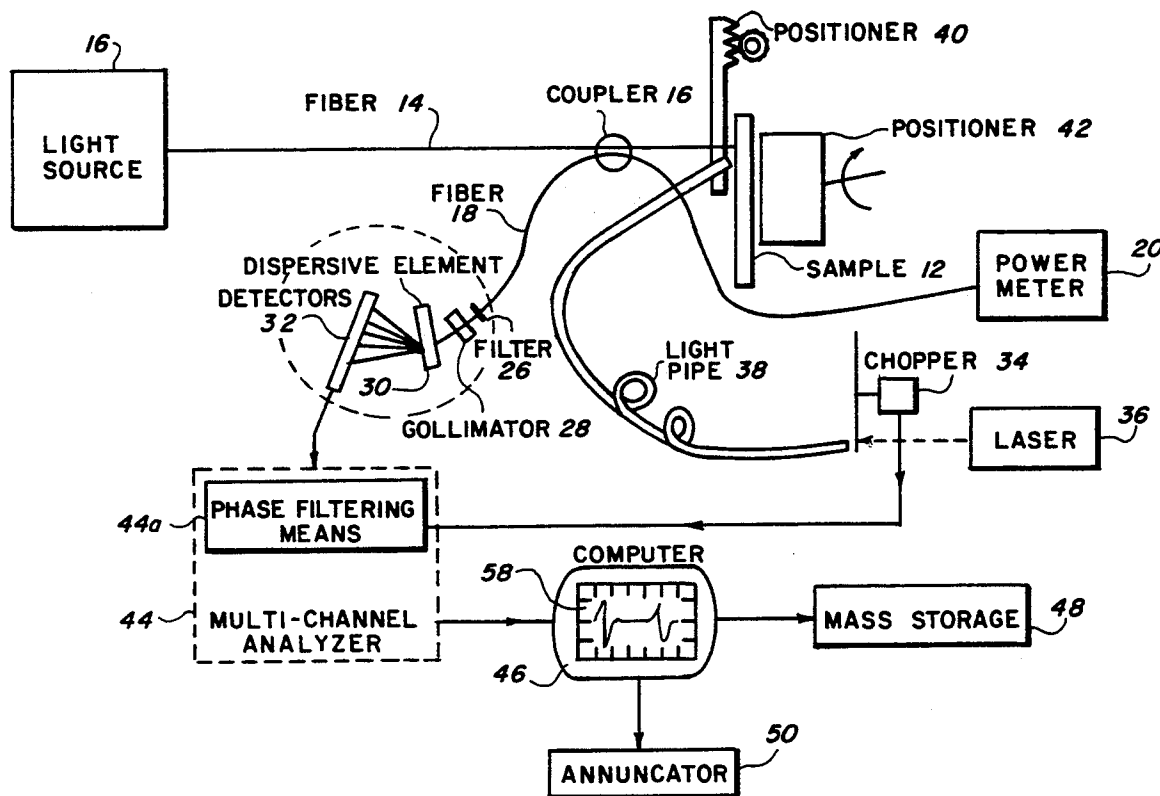 16
LIGHT
SOURCE
FIBER 14
COUPLER 16
POSITIONER 40
POSITIONER 42
FIBER
18
SAMPLE 12
POWER
METER
20
DISPERSIVE ELEMENT
DETECTORS
32
30
FILTER
26
GOLLIMATOR 28
LIGHT
PIPE 38
CHOPPER 34
LASER
36
44a
PHASE FILTERING
MEANS
44
MULTI-CHANNEL
ANALYZER
COMPUTER
58
46
MASS STORAGE
48
ANNUNCATOR
50